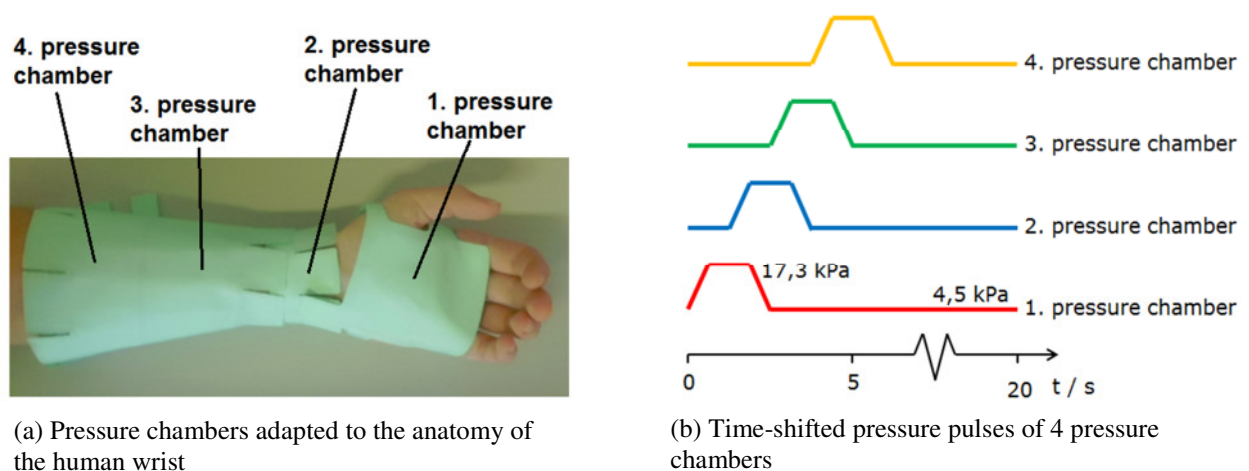 4. pressure
chamber
2. pressure
chamber
3. pressure
chamber
1. pressure
chamber
(a) Pressure chambers adapted to the anatomy of
the human wrist
4. pressure chamber
3. pressure chamber
2. pressure chamber
17,3 kPa
4,5 kPa
1. pressure chamber
0
5
20
t / s
(b) Time-shifted pressure pulses of 4 pressure
chambers